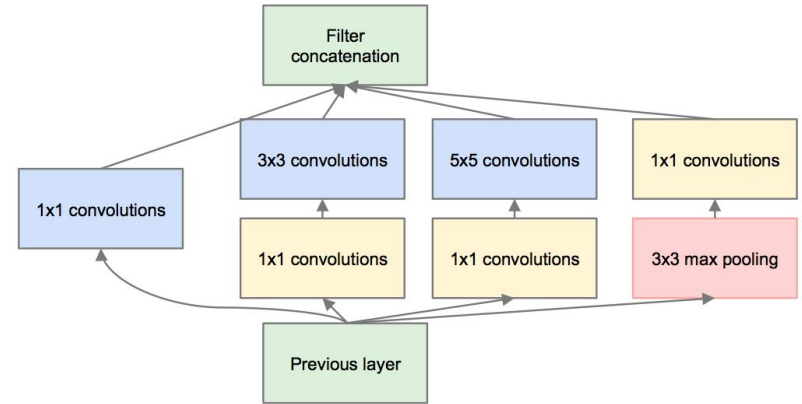 Filter
concatenation
3x3 convolutions
5x5 convolutions
1x1 convolutions
1x1 convolutions
1x1 convolutions
1x1 convolutions
3x3 max pooling
Previous layer